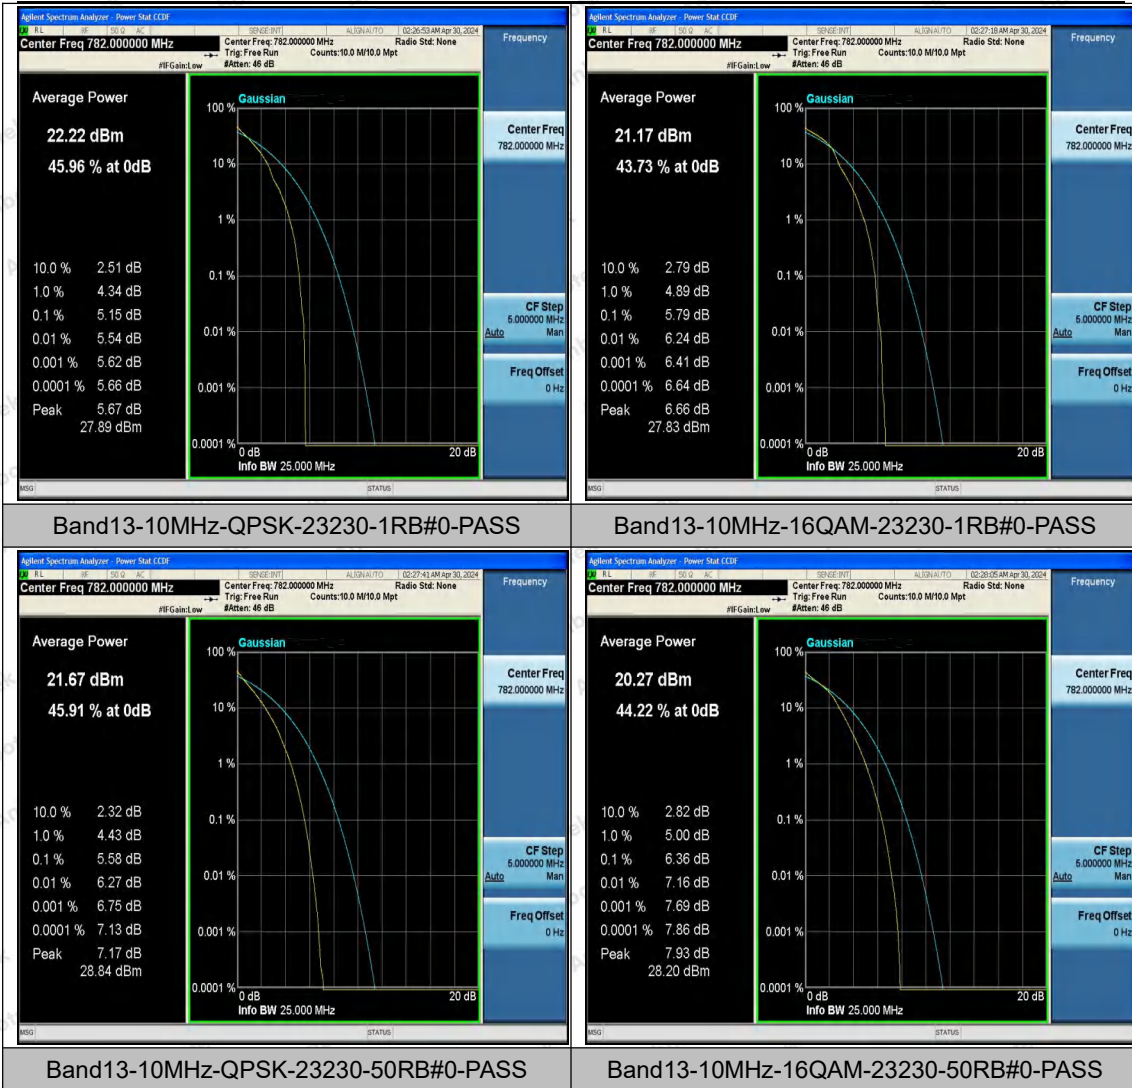 Agilent Spectrum Analyzer - Power Stat CCDF
RL RF 50 Ω AC SENSE:INT ALIGNAUTO 02:26:53 AM Apr 30, 2024
Center Freq 782.000000 MHz
Center Freq: 782.000000 MHz Radio Std: None
Trig: Free Run Counts:10.0 M/10.0 Mpt
#IFGain:Low #Atten: 46 dB
Frequency
Average Power
22.22 dBm
45.96 % at 0dB
10.0 % 2.51 dB
1.0 % 4.34 dB
0.1 % 5.15 dB
0.01 % 5.54 dB
0.001 % 5.62 dB
0.0001 % 5.66 dB
Peak 5.67 dB
27.89 dBm
Gaussian
100 %
10 %
1 %
0.1 %
0.01 %
0.001 %
0.0001 %
0 dB 20 dB
Info BW 25.000 MHz
Center Freq
782.000000 MHz
CF Step
5.000000 MHz
Auto Man
Freq Offset
0 Hz
MSG STATUS
Agilent Spectrum Analyzer - Power Stat CCDF
RL RF 50 Ω AC SENSE:INT ALIGNAUTO 02:27:18 AM Apr 30, 2024
Center Freq 782.000000 MHz
Center Freq: 782.000000 MHz Radio Std: None
Trig: Free Run Counts:10.0 M/10.0 Mpt
#IFGain:Low #Atten: 46 dB
Frequency
Average Power
21.17 dBm
43.73 % at 0dB
10.0 % 2.79 dB
1.0 % 4.89 dB
0.1 % 5.79 dB
0.01 % 6.24 dB
0.001 % 6.41 dB
0.0001 % 6.64 dB
Peak 6.66 dB
27.83 dBm
Gaussian
100 %
10 %
1 %
0.1 %
0.01 %
0.001 %
0.0001 %
0 dB 20 dB
Info BW 25.000 MHz
Center Freq
782.000000 MHz
CF Step
5.000000 MHz
Auto Man
Freq Offset
0 Hz
MSG STATUS
Band13-10MHz-QPSK-23230-1RB#0-PASS
Band13-10MHz-16QAM-23230-1RB#0-PASS
Agilent Spectrum Analyzer - Power Stat CCDF
RL RF 50 Ω AC SENSE:INT ALIGNAUTO 02:27:41 AM Apr 30, 2024
Center Freq 782.000000 MHz
Center Freq: 782.000000 MHz Radio Std: None
Trig: Free Run Counts:10.0 M/10.0 Mpt
#IFGain:Low #Atten: 46 dB
Frequency
Average Power
21.67 dBm
45.91 % at 0dB
10.0 % 2.32 dB
1.0 % 4.43 dB
0.1 % 5.58 dB
0.01 % 6.27 dB
0.001 % 6.75 dB
0.0001 % 7.13 dB
Peak 7.17 dB
28.84 dBm
Gaussian
100 %
10 %
1 %
0.1 %
0.01 %
0.001 %
0.0001 %
0 dB 20 dB
Info BW 25.000 MHz
Center Freq
782.000000 MHz
CF Step
5.000000 MHz
Auto Man
Freq Offset
0 Hz
MSG STATUS
Agilent Spectrum Analyzer - Power Stat CCDF
RL RF 50 Ω AC SENSE:INT ALIGNAUTO 02:28:05 AM Apr 30, 2024
Center Freq 782.000000 MHz
Center Freq: 782.000000 MHz Radio Std: None
Trig: Free Run Counts:10.0 M/10.0 Mpt
#IFGain:Low #Atten: 46 dB
Frequency
Average Power
20.27 dBm
44.22 % at 0dB
10.0 % 2.82 dB
1.0 % 5.00 dB
0.1 % 6.36 dB
0.01 % 7.16 dB
0.001 % 7.69 dB
0.0001 % 7.86 dB
Peak 7.93 dB
28.20 dBm
Gaussian
100 %
10 %
1 %
0.1 %
0.01 %
0.001 %
0.0001 %
0 dB 20 dB
Info BW 25.000 MHz
Center Freq
782.000000 MHz
CF Step
5.000000 MHz
Auto Man
Freq Offset
0 Hz
MSG STATUS
Band13-10MHz-QPSK-23230-50RB#0-PASS
Band13-10MHz-16QAM-23230-50RB#0-PASS